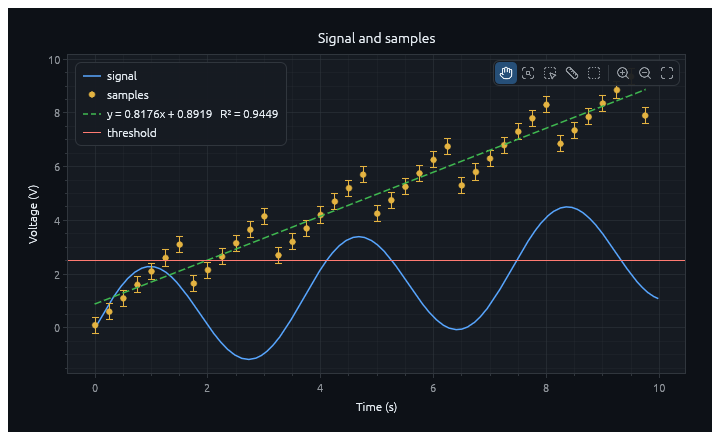 Signal and samples
10
8
6
4
2
0
Voltage (V)
signal
samples
y = 0.8176x + 0.8919 R² = 0.9449
threshold
0
2
4
6
8
10
Time (s)